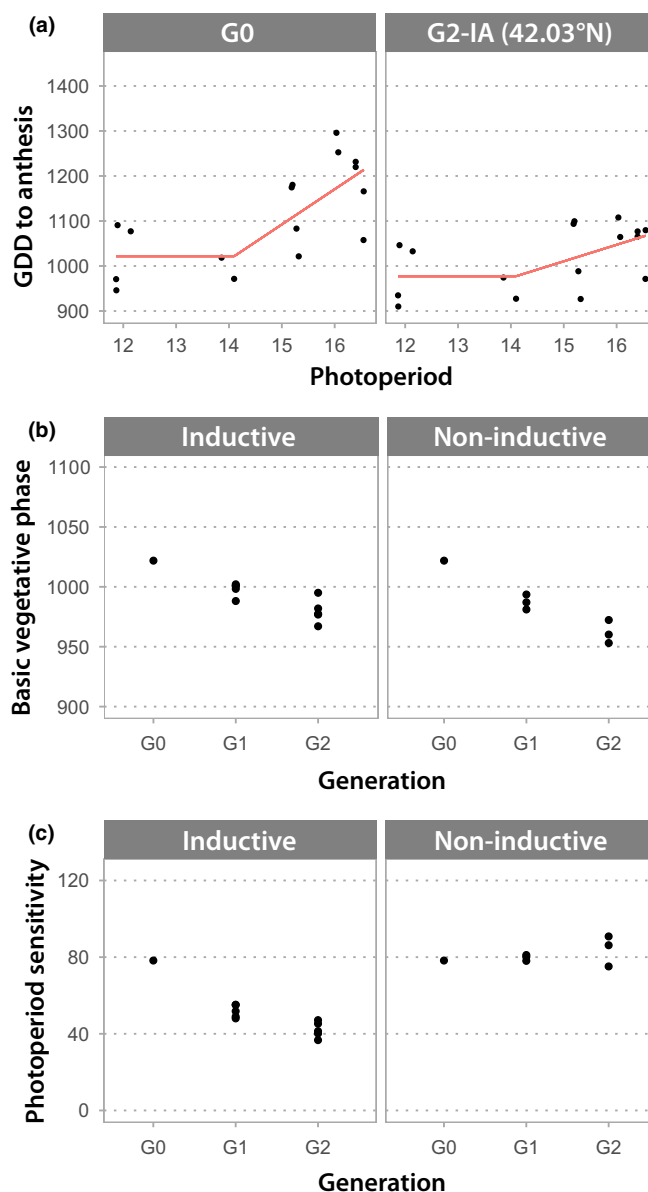 (a)
G0
G2-IA (42.03°N)
GDD to anthesis
1400
1300
1200
1100
1000
900
12 13 14 15 16
12 13 14 15 16
Photoperiod
(b)
Inductive
Non-inductive
Basic vegetative phase
1100
1050
1000
950
900
G0 G1 G2
G0 G1 G2
Generation
(c)
Inductive
Non-inductive
Photoperiod sensitivity
120
80
40
0
G0 G1 G2
G0 G1 G2
Generation